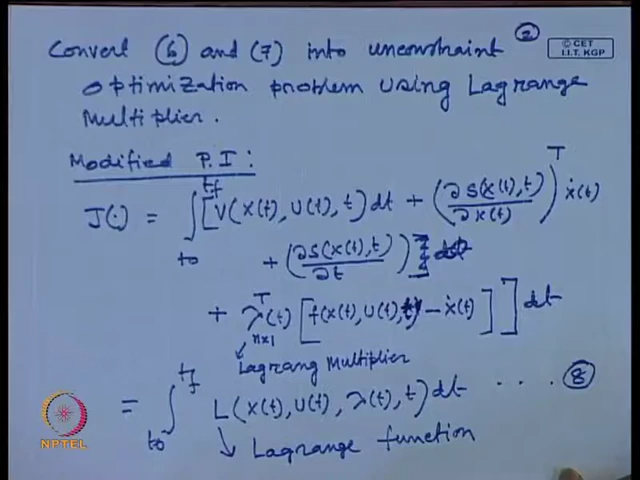 Convert (6) and (7) into unconstraint ②
© CET
I.I.T. KGP
optimization problem using Lagrange
Multiplier.
Modified P.I:
J(·) = ∫_{t0}^{tf} [V(x(t), u(t), t) dt + (∂S(x(t), t)/∂x(t))^T ẋ(t)
+ (∂S(x(t), t)/∂t)
+ λ^T(t) [f(x(t), u(t), t) - ẋ(t)]] dt
n×1
Lagrang Multiplier
= ∫_{t0}^{tf} L(x(t), u(t), λ(t), t) dt .... ⑧
Lagrange function
NPTEL